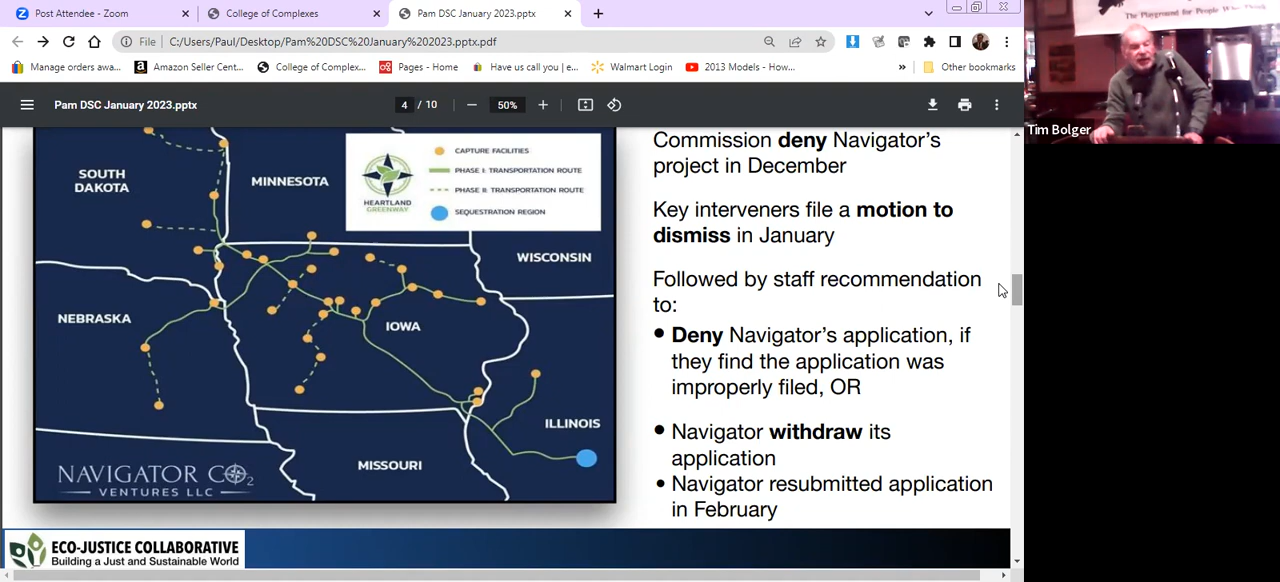 Post Attendee - Zoom
College of Complexes
Pam DSC January 2023.pptx
File
C:/Users/Paul/Desktop/Pam%20DSC%20January%202023.pptx.pdf
Manage orders awa...
Amazon Seller Cent...
College of Complex...
Pages - Home
Have us call you | e...
Walmart Login
2013 Models - How...
»
Other bookmarks
Pam DSC January 2023.pptx
4 / 10
50%
SOUTH
DAKOTA
MINNESOTA
HEARTLAND
GREENWAY
CAPTURE FACILITIES
PHASE I: TRANSPORTATION ROUTE
PHASE II: TRANSPORTATION ROUTE
SEQUESTRATION REGION
WISCONSIN
NEBRASKA
IOWA
ILLINOIS
MISSOURI
NAVIGATOR CO2
VENTURES LLC
Commission deny Navigator's
project in December
Key interveners file a motion to
dismiss in January
Followed by staff recommendation
to:
• Deny Navigator's application, if
they find the application was
improperly filed, OR
• Navigator withdraw its
application
• Navigator resubmitted application
in February
ECO-JUSTICE COLLABORATIVE
Building a Just and Sustainable World
The Playground for People Who Think
Tim Bolger